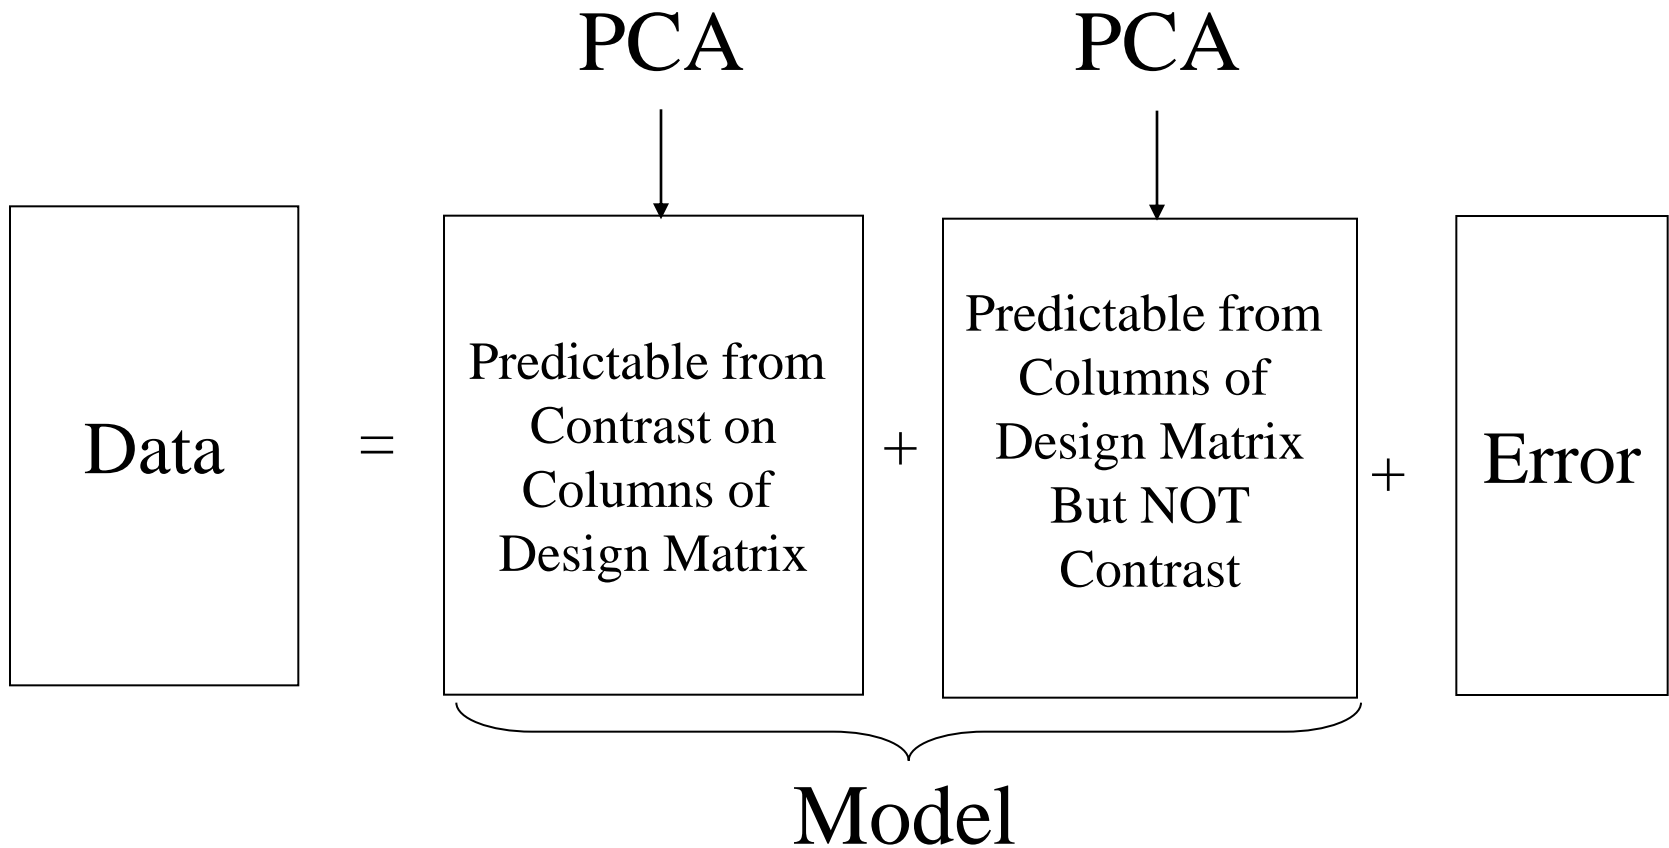 PCA
PCA
Data
=
Predictable from
Contrast on
Columns of
Design Matrix
+
Predictable from
Columns of
Design Matrix
But NOT
Contrast
+
Error
Model